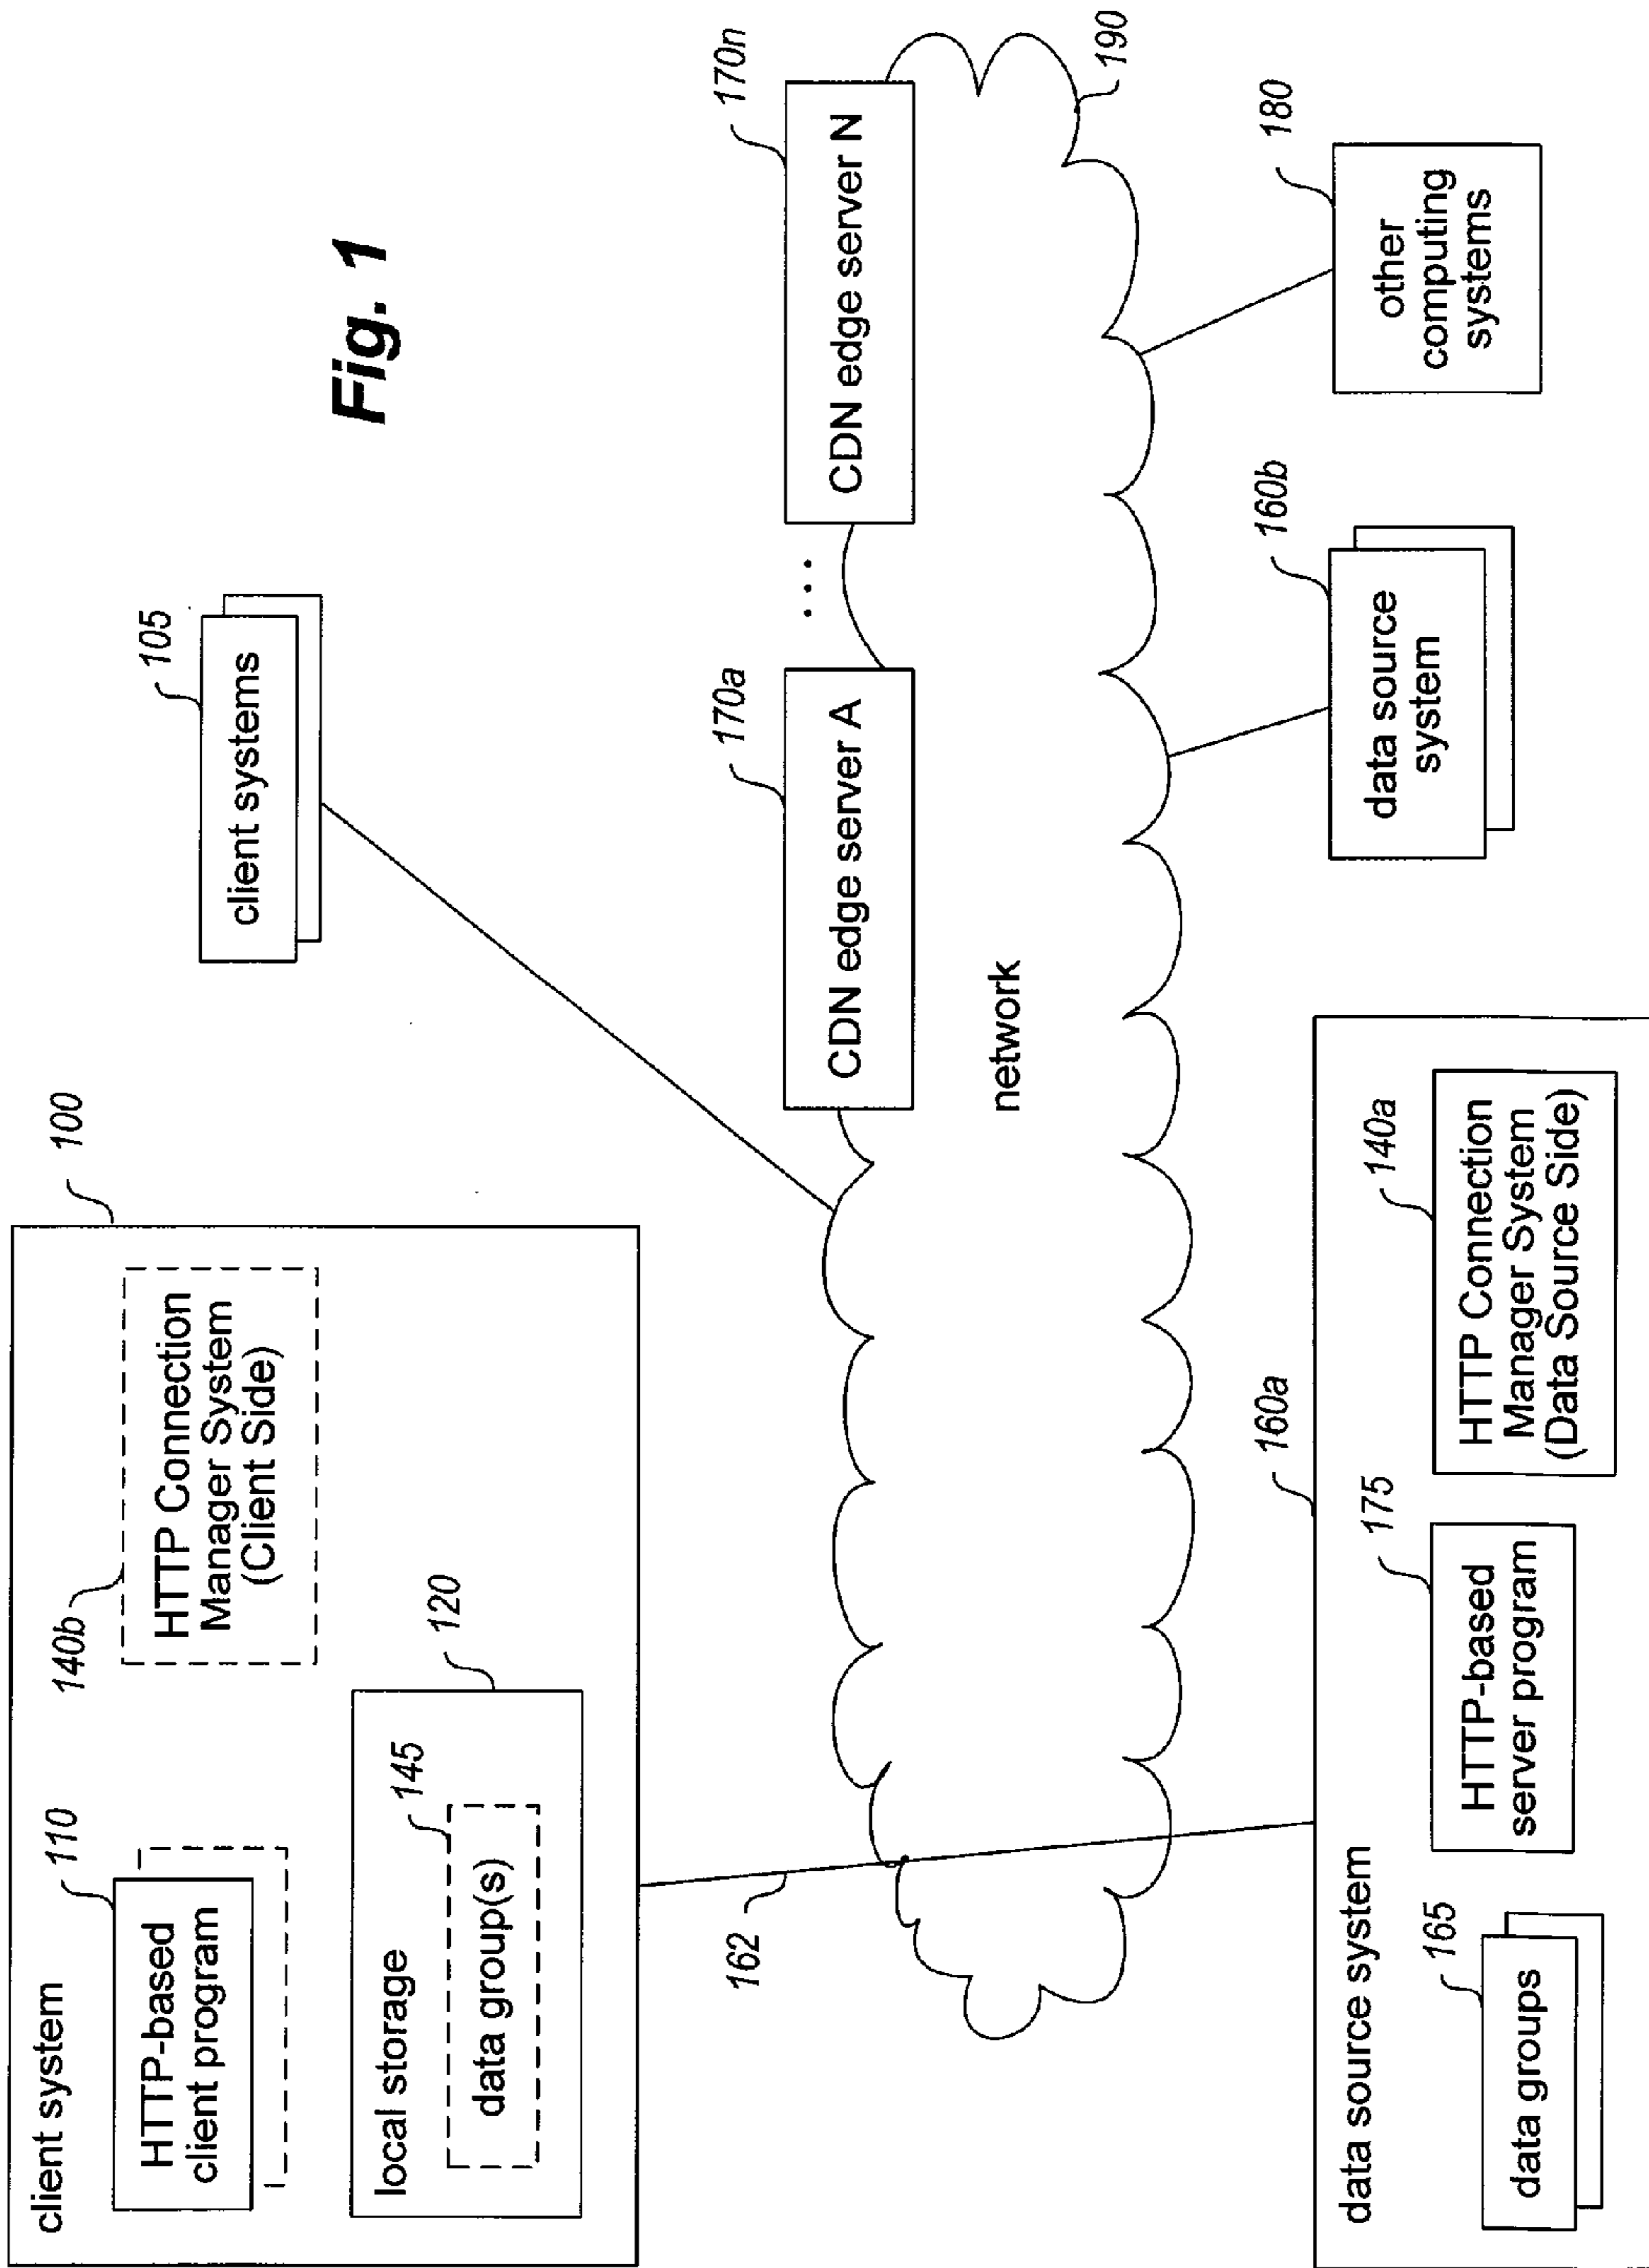 Fig. 1
client system
100
HTTP-based
client program
110
140b
HTTP Connection
Manager System
(Client Side)
local storage
120
data group(s)
145
client systems
105
162
CDN edge server A
170a
...
CDN edge server N
170n
network
190
data source system
160a
data groups
165
HTTP-based
server program
175
HTTP Connection
Manager System
(Data Source Side)
140a
data source
system
160b
other
computing
systems
180